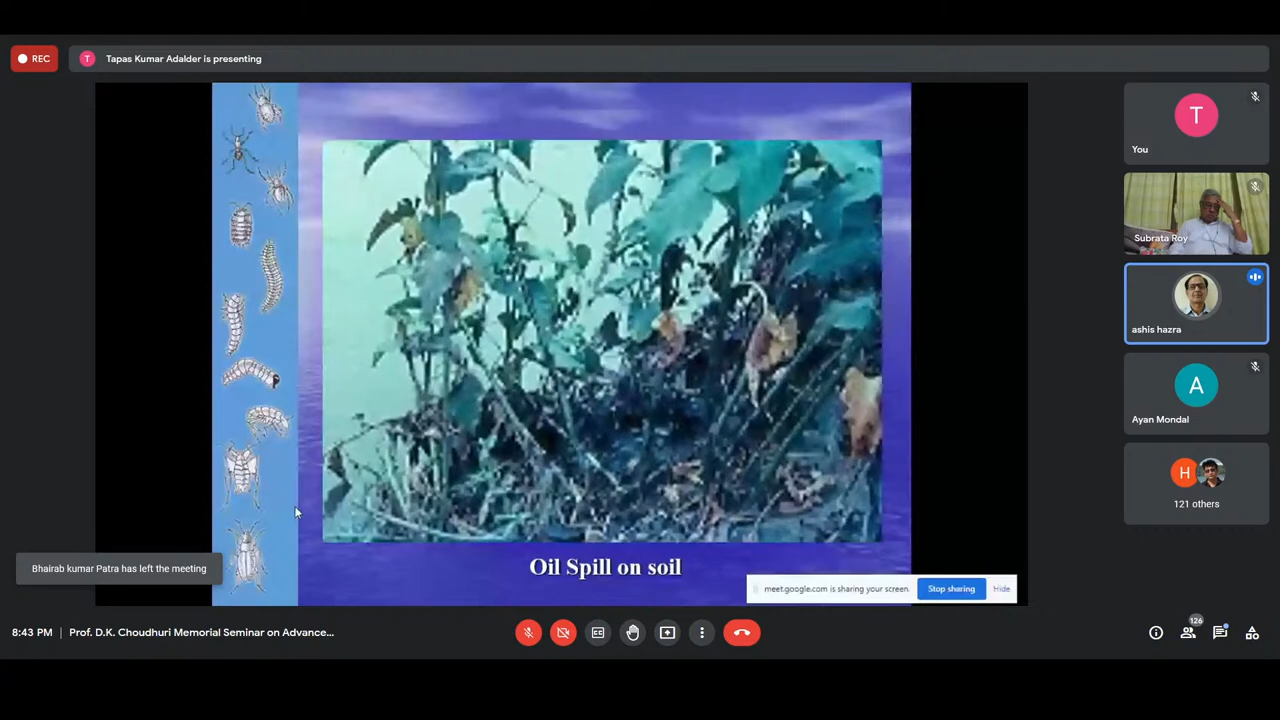 REC
T
Tapas Kumar Adalder is presenting
T
You
Subrata Roy
ashis hazra
A
Ayan Mondal
H
121 others
Oil Spill on soil
Bhairab kumar Patra has left the meeting
meet.google.com is sharing your screen.
Stop sharing
Hide
8:43 PM | Prof. D.K. Choudhuri Memorial Seminar on Advance...
126